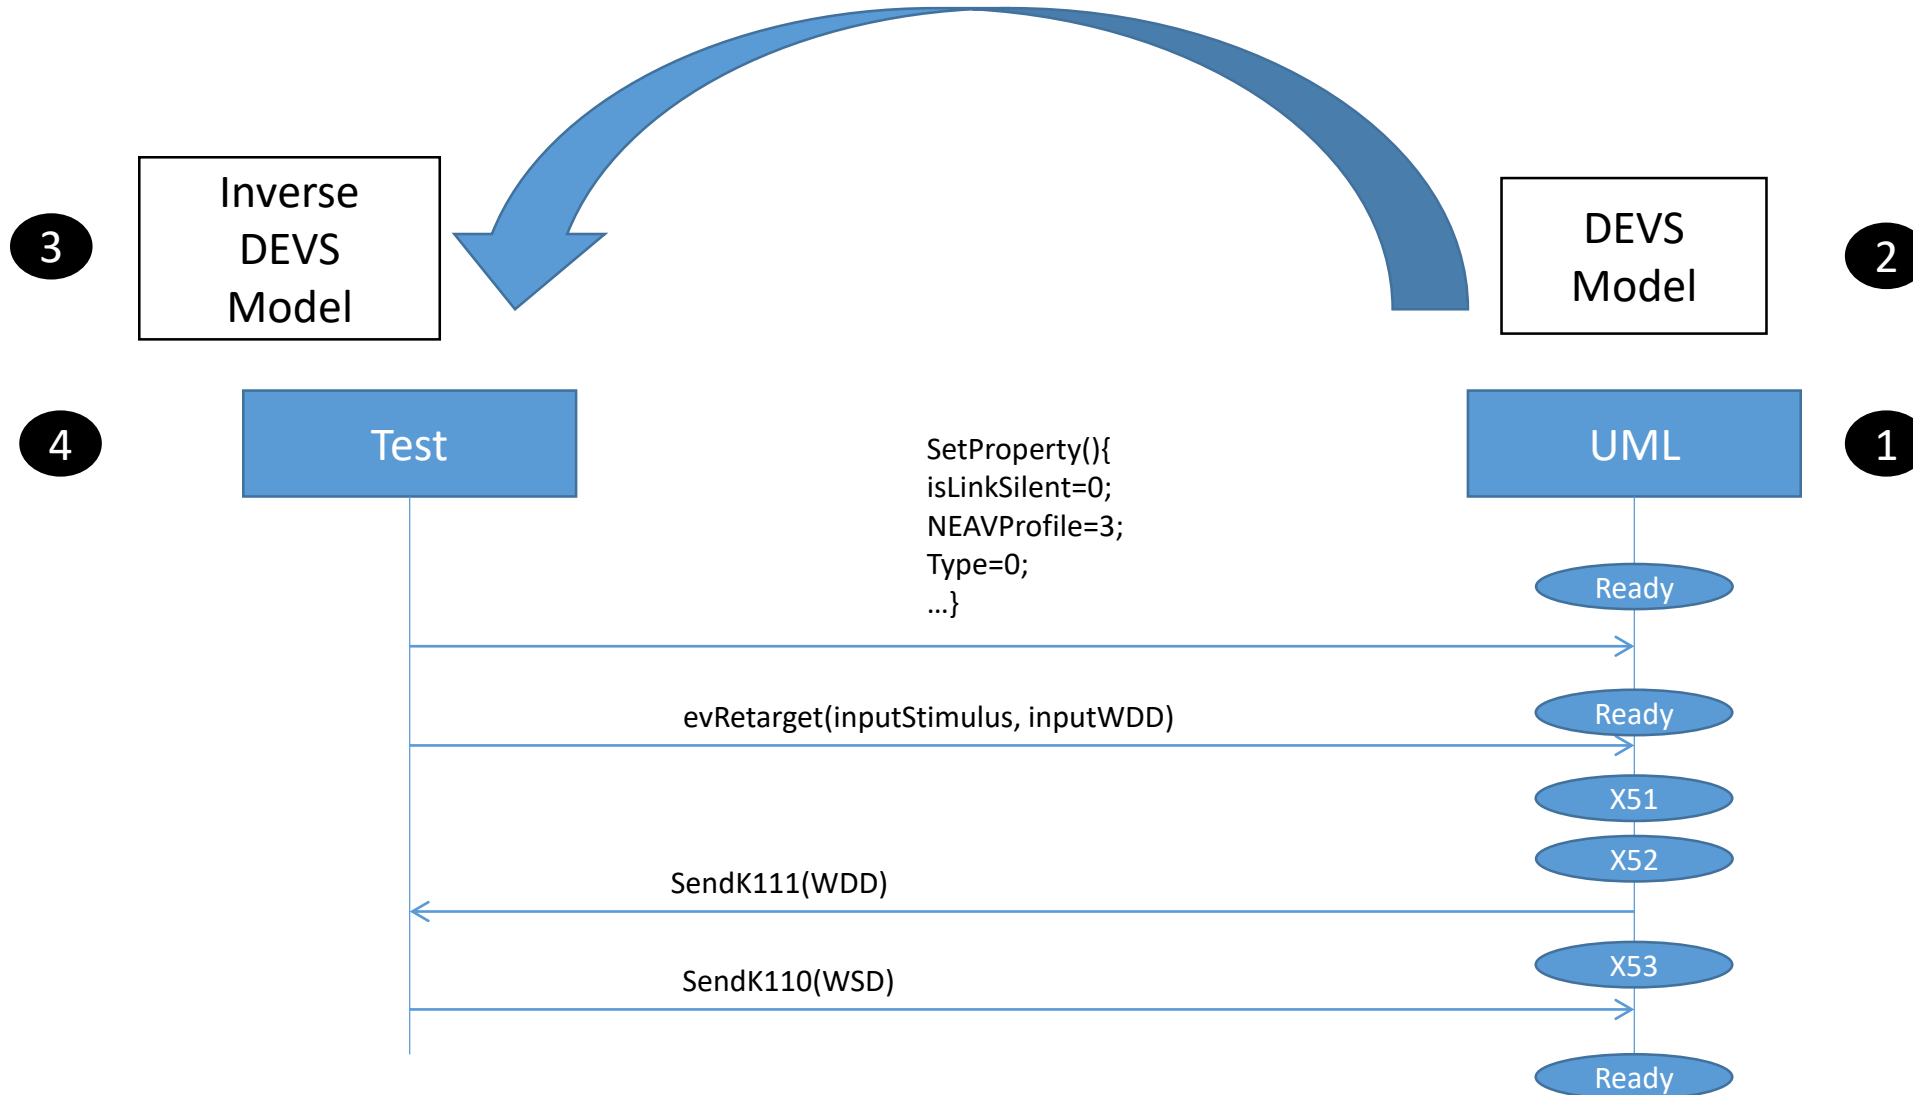 Inverse
DEVS
Model
3
DEVS
Model
2
4
Test
UML
1
SetProperty(){
isLinkSilent=0;
NEAVProfile=3;
Type=0;
...}
Ready
evRetarget(inputStimulus, inputWDD)
Ready
X51
X52
SendK111(WDD)
X53
SendK110(WSD)
Ready